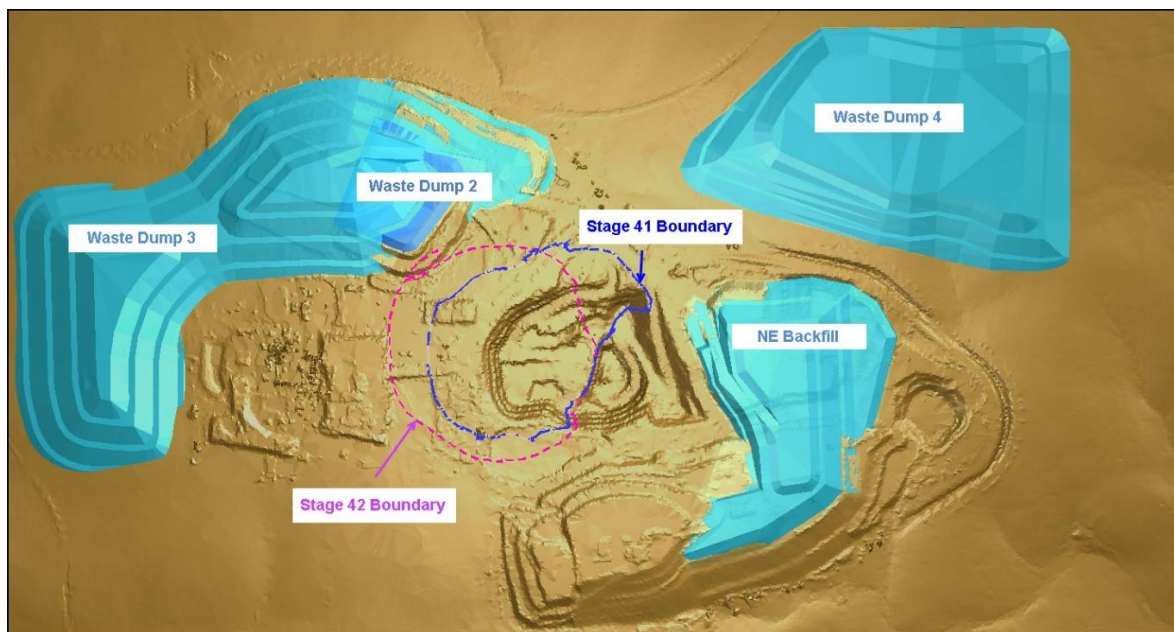 Waste Dump 4
Waste Dump 2
Waste Dump 3
Stage 41 Boundary
NE Backfill
Stage 42 Boundary